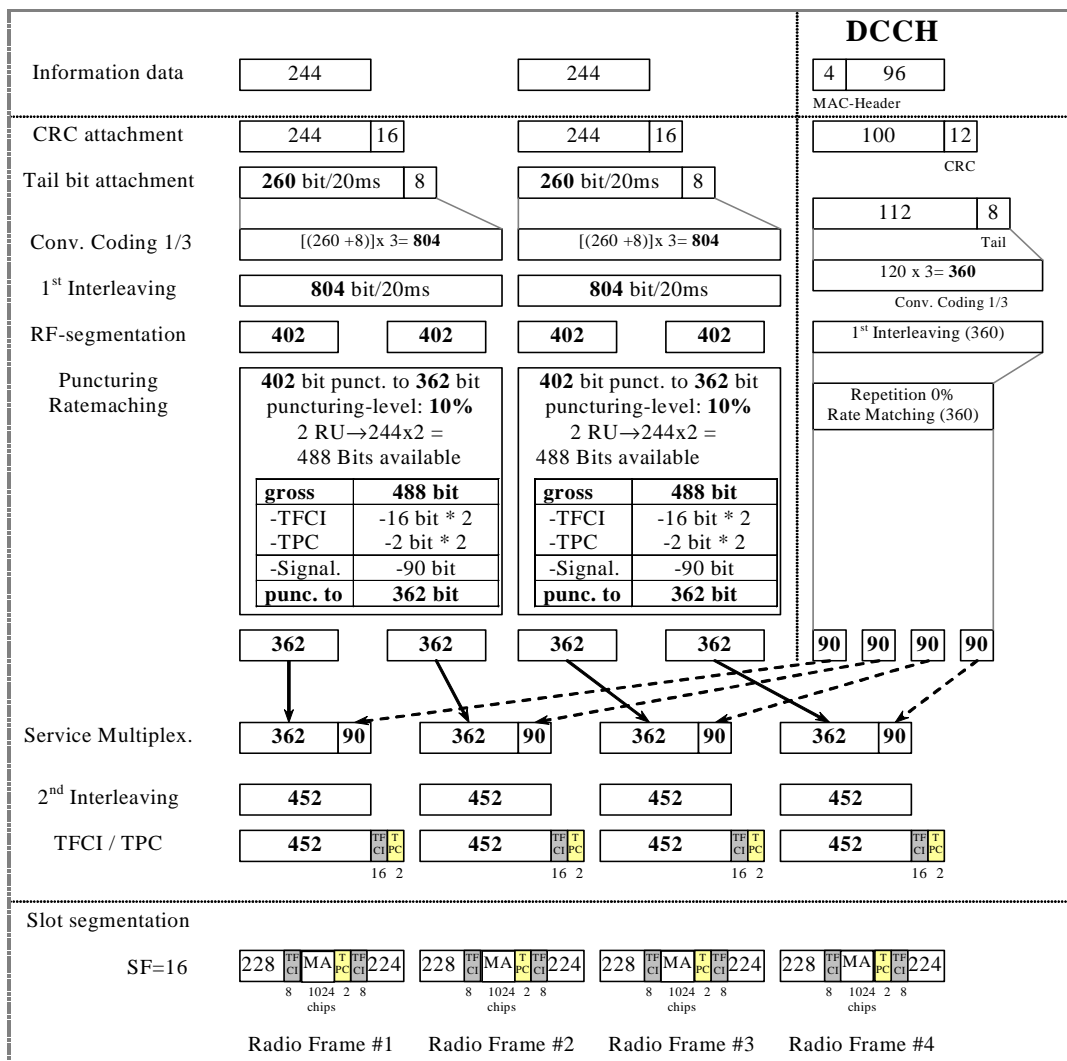 DCCH
Information data 244 244 4 96
MAC-Header
CRC attachment 244 16 244 16 100 12
CRC
Tail bit attachment 260 bit/20ms 8 260 bit/20ms 8
112 8
Tail
Conv. Coding 1/3 [(260 +8)]x 3= 804 [(260 +8)]x 3= 804
120 x 3= 360
Conv. Coding 1/3
1st Interleaving 804 bit/20ms 804 bit/20ms
RF-segmentation 402 402 402 402 1st Interleaving (360)
Puncturing
Ratemaching
402 bit punct. to 362 bit
puncturing-level: 10%
2 RU→244x2 =
488 Bits available
gross 488 bit
-TFCI -16 bit * 2
-TPC -2 bit * 2
-Signal. -90 bit
punc. to 362 bit
402 bit punct. to 362 bit
puncturing-level: 10%
2 RU→244x2 =
488 Bits available
gross 488 bit
-TFCI -16 bit * 2
-TPC -2 bit * 2
-Signal. -90 bit
punc. to 362 bit
Repetition 0%
Rate Matching (360)
362 362 362 362 90 90 90 90
Service Multiplex. 362 90 362 90 362 90 362 90
2nd Interleaving 452 452 452 452
TFCI / TPC 452 TFCI TPC 452 TFCI TPC 452 TFCI TPC 452 TFCI TPC
16 2 16 2 16 2 16 2
Slot segmentation
SF=16 228 TFCI MA TPC TFCI 224 228 TFCI MA TPC TFCI 224 228 TFCI MA TPC TFCI 224 228 TFCI MA TPC TFCI 224
8 1024 2 8 8 1024 2 8 8 1024 2 8 8 1024 2 8
chips chips chips chips
Radio Frame #1 Radio Frame #2 Radio Frame #3 Radio Frame #4